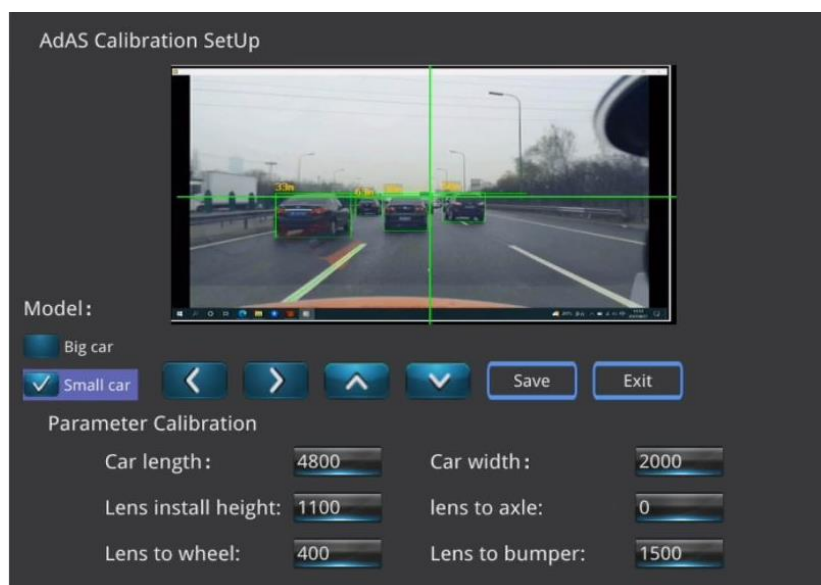 AdAS Calibration SetUp
33m
63m
Model:
Big car
Small car
Save
Exit
Parameter Calibration
Car length: 4800
Car width: 2000
Lens install height: 1100
lens to axle: 0
Lens to wheel: 400
Lens to bumper: 1500